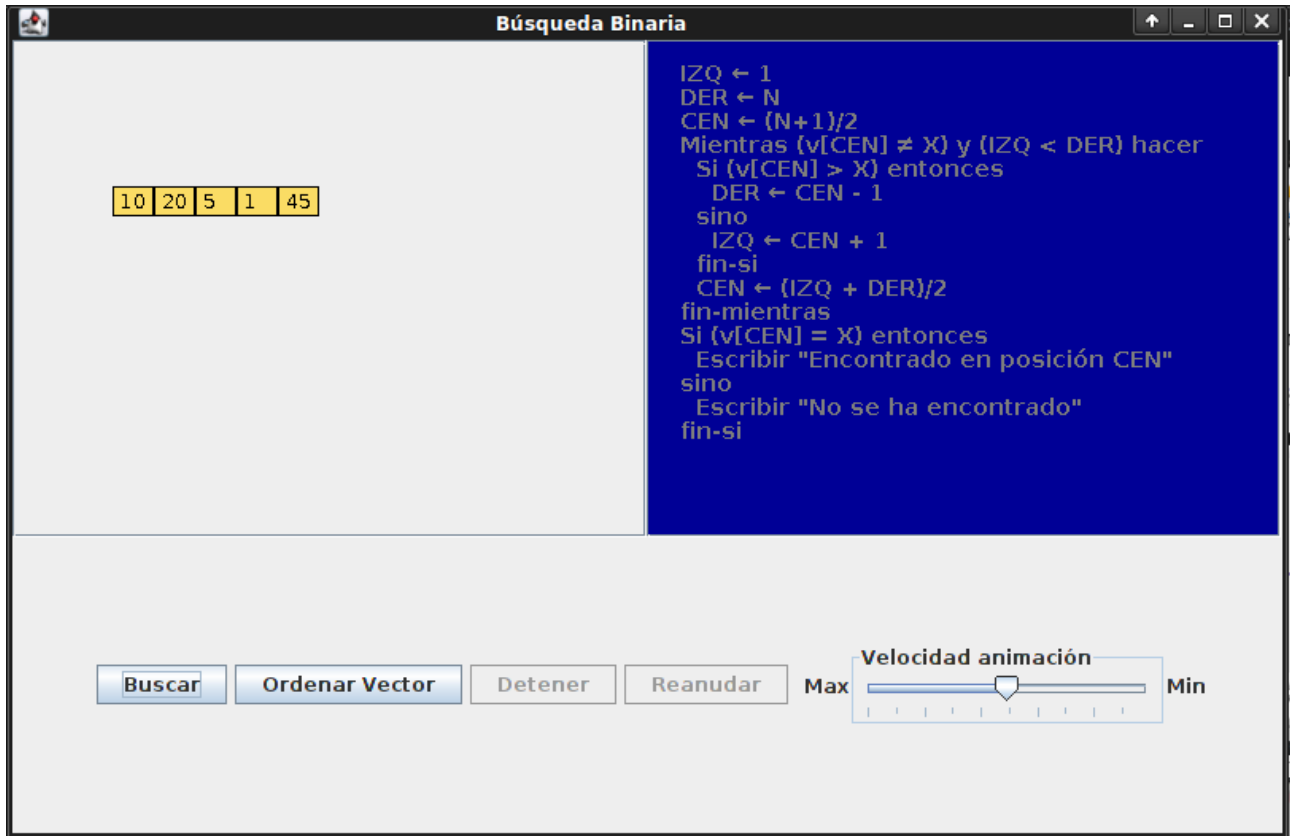 Búsqueda Binaria
10 20 5 1 45
IZQ ← 1
DER ← N
CEN ← (N+1)/2
Mientras (v[CEN] ≠ X) y (IZQ < DER) hacer
Si (v[CEN] > X) entonces
DER ← CEN - 1
sino
IZQ ← CEN + 1
fin-si
CEN ← (IZQ + DER)/2
fin-mientras
Si (v[CEN] = X) entonces
Escribir "Encontrado en posición CEN"
sino
Escribir "No se ha encontrado"
fin-si
Velocidad animación
Buscar Ordenar Vector Detener Reanudar Max Min